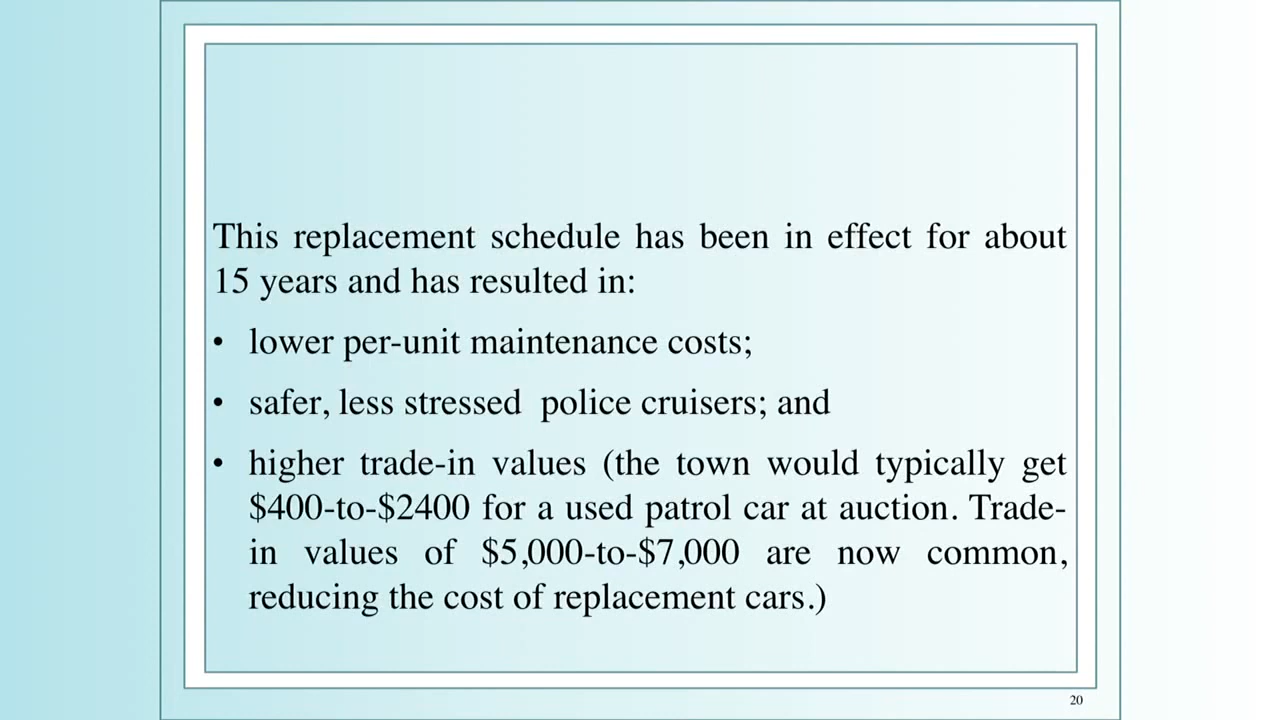 This replacement schedule has been in effect for about
15 years and has resulted in:
• lower per-unit maintenance costs;
• safer, less stressed  police cruisers; and
• higher trade-in values (the town would typically get
$400-to-$2400 for a used patrol car at auction. Trade-
in values of $5,000-to-$7,000 are now common,
reducing the cost of replacement cars.)
20